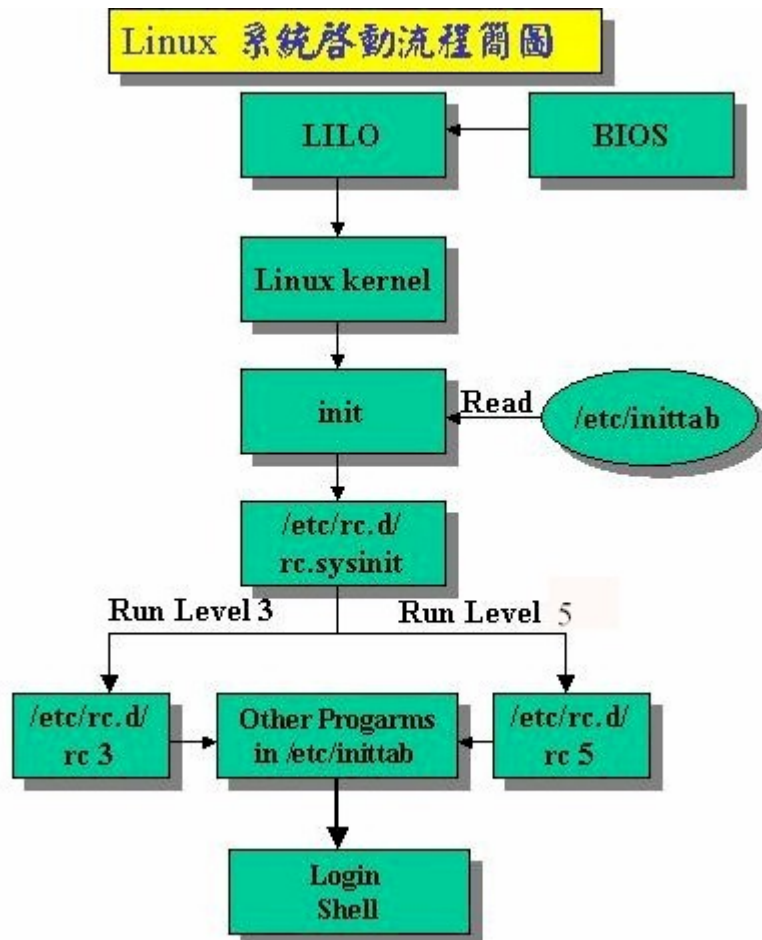 Linux 系統啓動流程簡圖
LILO
BIOS
Linux kernel
init
Read
/etc/inittab
/etc/rc.d/
rc.sysinit
Run Level 3
Run Level 5
/etc/rc.d/
rc 3
Other Progarms
in /etc/inittab
/etc/rc.d/
rc 5
Login
Shell